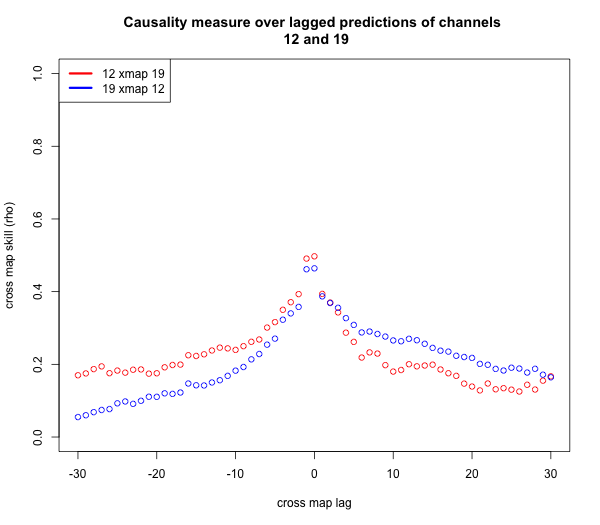 Causality measure over lagged predictions of channels
12 and 19
12 xmap 19
19 xmap 12
cross map skill (rho)
1.0
0.8
0.6
0.4
0.2
0.0
-30
-20
-10
0
10
20
30
cross map lag